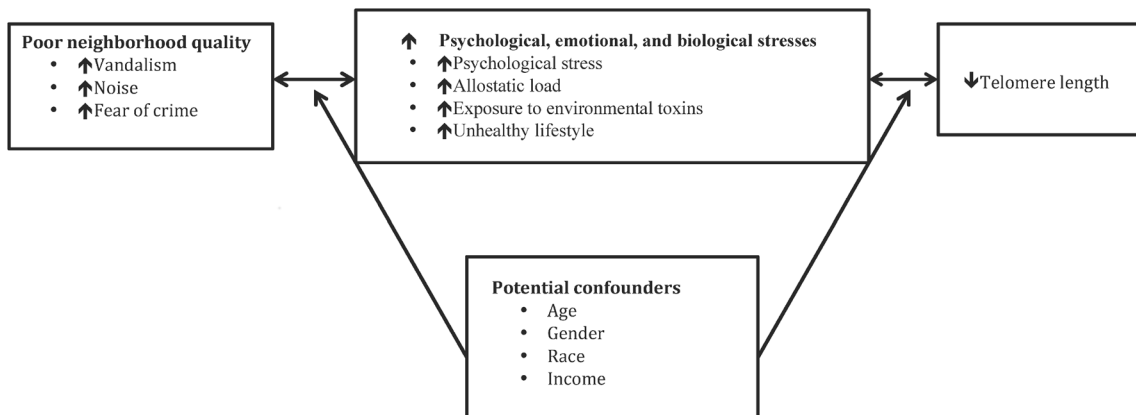 Poor neighborhood quality
• ↑Vandalism
• ↑Noise
• ↑Fear of crime
↑ Psychological, emotional, and biological stresses
• ↑Psychological stress
• ↑Allostatic load
• ↑Exposure to environmental toxins
• ↑Unhealthy lifestyle
↓Telomere length
Potential confounders
• Age
• Gender
• Race
• Income